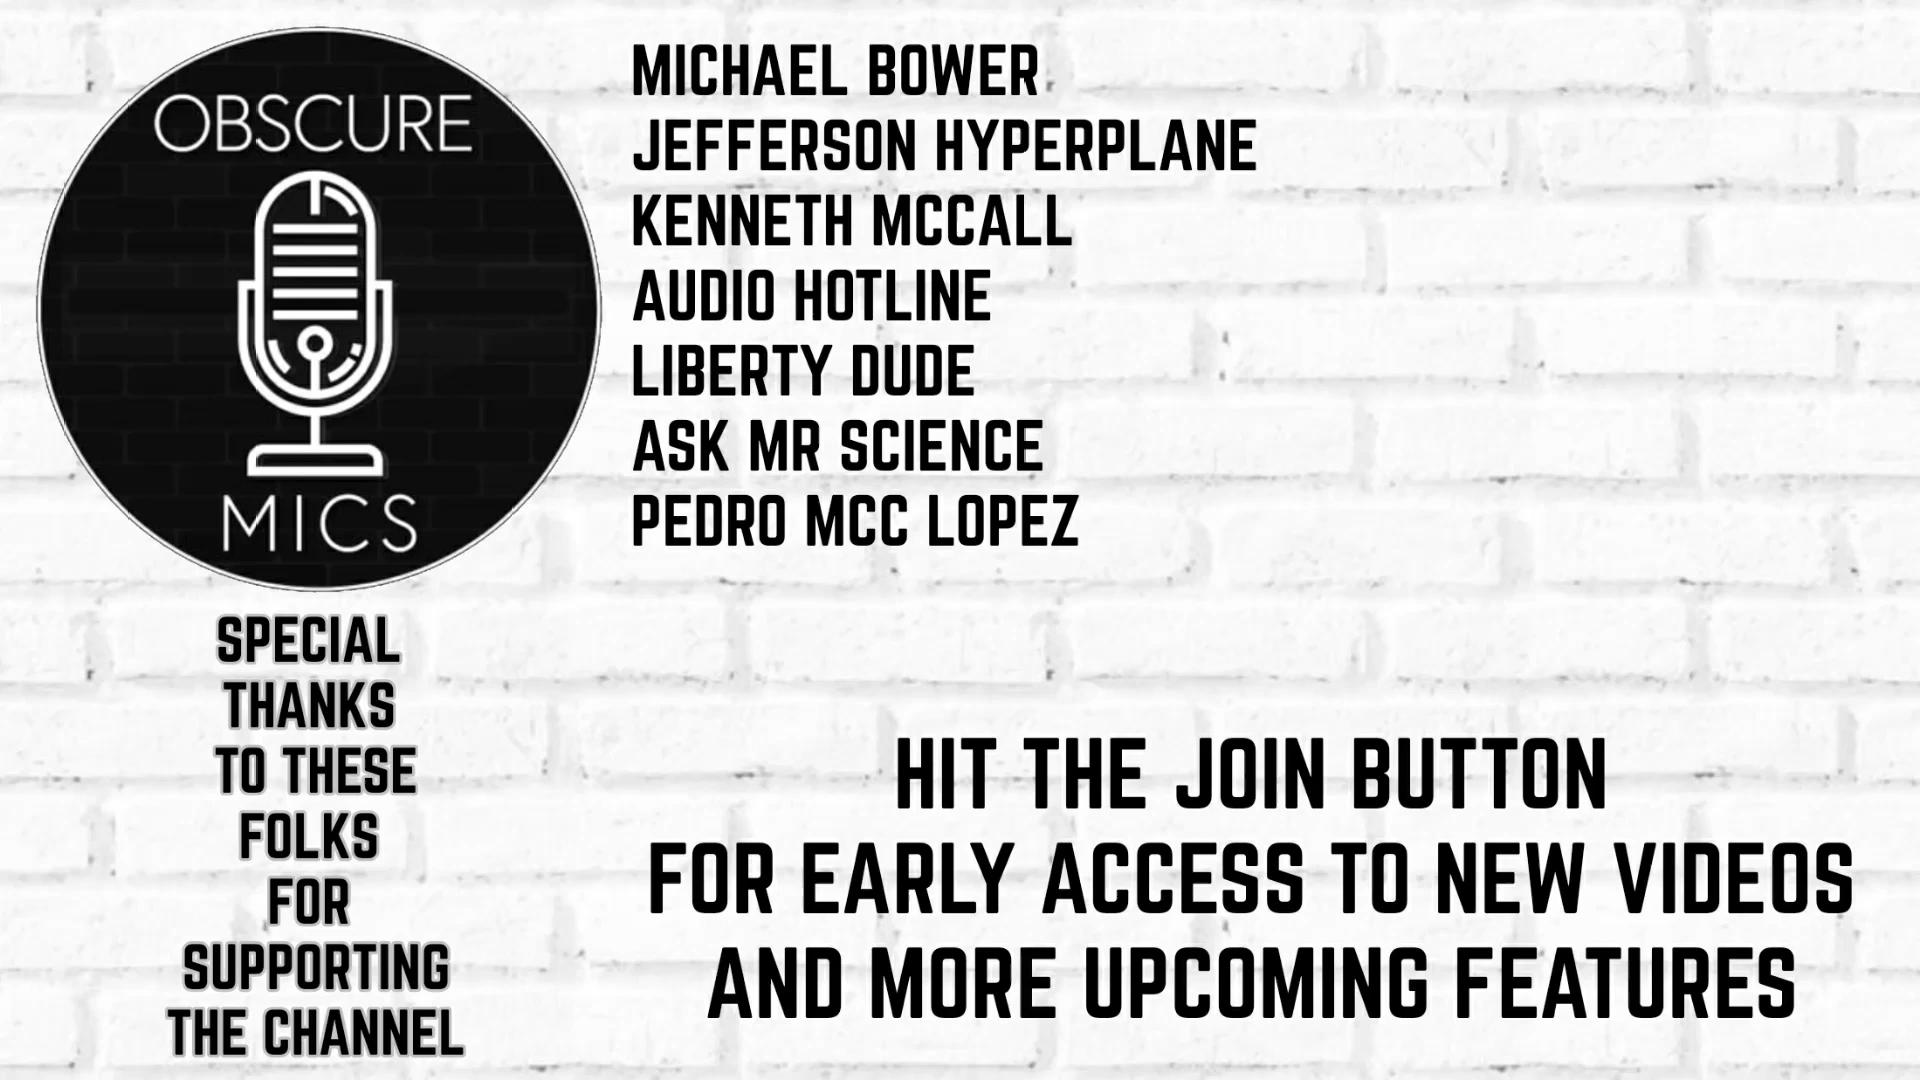 OBSCURE
MICS
SPECIAL
THANKS
TO THESE
FOLKS
FOR
SUPPORTING
THE CHANNEL
MICHAEL BOWER
JEFFERSON HYPERPLANE
KENNETH MCCALL
AUDIO HOTLINE
LIBERTY DUDE
ASK MR SCIENCE
PEDRO MCC LOPEZ
HIT THE JOIN BUTTON
FOR EARLY ACCESS TO NEW VIDEOS
AND MORE UPCOMING FEATURES